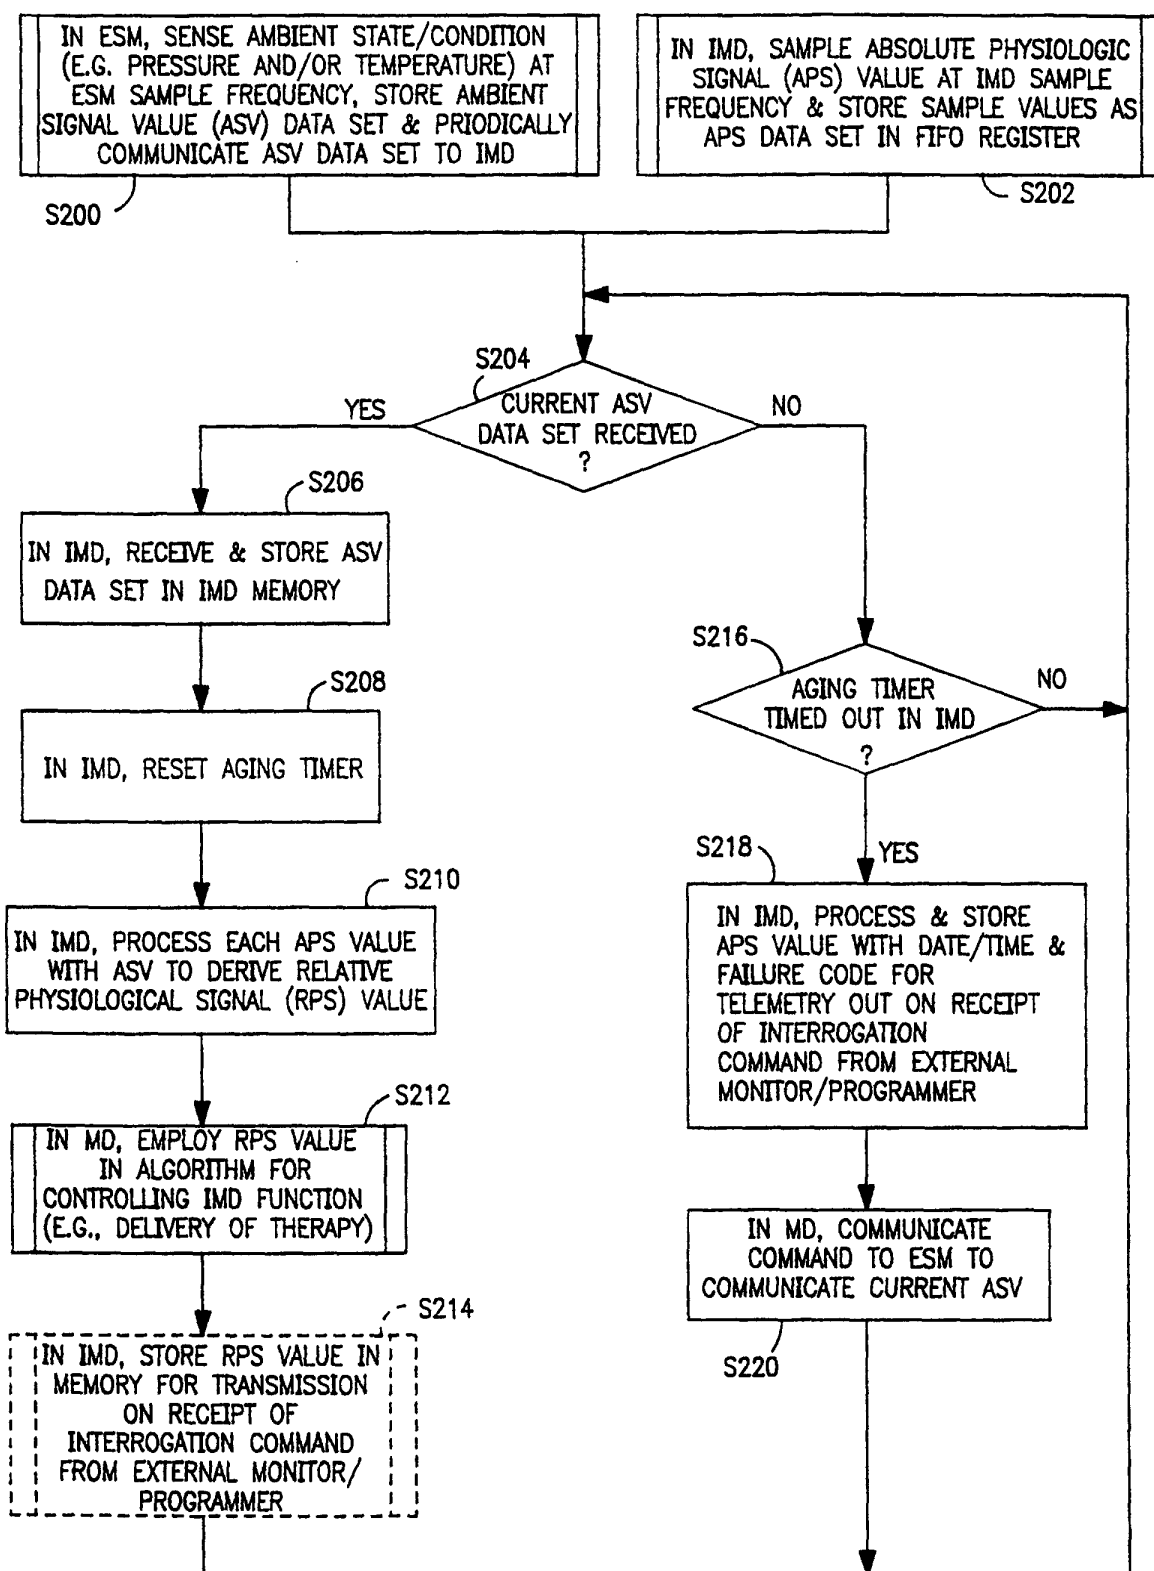 IN ESM, SENSE AMBIENT STATE/CONDITION
(E.G. PRESSURE AND/OR TEMPERATURE) AT
ESM SAMPLE FREQUENCY, STORE AMBIENT
SIGNAL VALUE (ASV) DATA SET & PRIODICALLY
COMMUNICATE ASV DATA SET TO IMD
S200
IN IMD, SAMPLE ABSOLUTE PHYSIOLOGIC
SIGNAL (APS) VALUE AT IMD SAMPLE
FREQUENCY & STORE SAMPLE VALUES AS
APS DATA SET IN FIFO REGISTER
S202
S204
CURRENT ASV
DATA SET RECEIVED
?
YES
NO
S206
IN IMD, RECEIVE & STORE ASV
DATA SET IN IMD MEMORY
S208
IN IMD, RESET AGING TIMER
S210
IN IMD, PROCESS EACH APS VALUE
WITH ASV TO DERIVE RELATIVE
PHYSIOLOGICAL SIGNAL (RPS) VALUE
S212
IN MD, EMPLOY RPS VALUE
IN ALGORITHM FOR
CONTROLLING IMD FUNCTION
(E.G., DELIVERY OF THERAPY)
S214
IN IMD, STORE RPS VALUE IN
MEMORY FOR TRANSMISSION
ON RECEIPT OF
INTERROGATION COMMAND
FROM EXTERNAL MONITOR/
PROGRAMMER
S216
AGING TIMER
TIMED OUT IN IMD
?
NO
YES
S218
IN IMD, PROCESS & STORE
APS VALUE WITH DATE/TIME &
FAILURE CODE FOR
TELEMETRY OUT ON RECEIPT
OF INTERROGATION
COMMAND FROM EXTERNAL
MONITOR/PROGRAMMER
IN MD, COMMUNICATE
COMMAND TO ESM TO
COMMUNICATE CURRENT ASV
S220